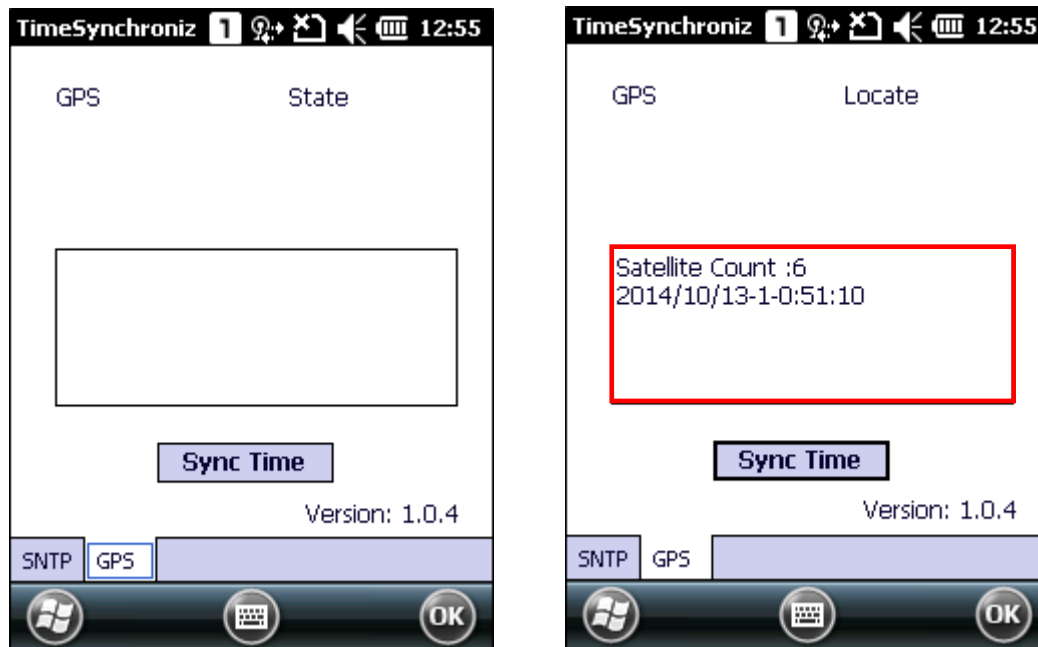 TimeSynchroniz 1 12:55
GPS State
Sync Time
Version: 1.0.4
SNTP GPS
OK
TimeSynchroniz 1 12:55
GPS Locate
Satellite Count :6
2014/10/13-1-0:51:10
Sync Time
Version: 1.0.4
SNTP GPS
OK